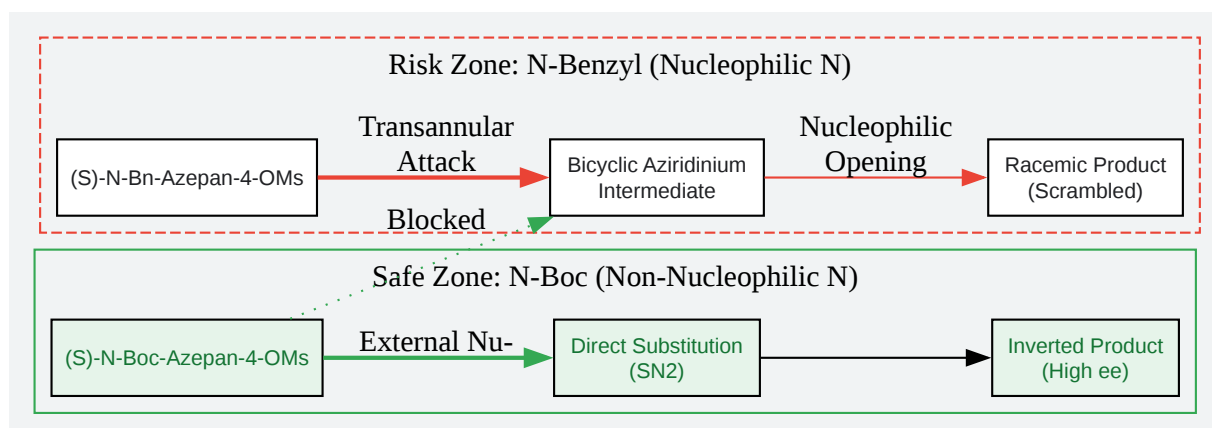 Risk Zone: N-Benzyl (Nucleophilic N)
Transannular
Attack
Nucleophilic
Opening
(S)-N-Bn-Azepan-4-OMs
Bicyclic Aziridinium
Intermediate
Racemic Product
(Scrambled)
Blocked
Safe Zone: N-Boc (Non-Nucleophilic N)
(S)-N-Boc-Azepan-4-OMs
External Nu-
Direct Substitution
(SN2)
Inverted Product
(High ee)